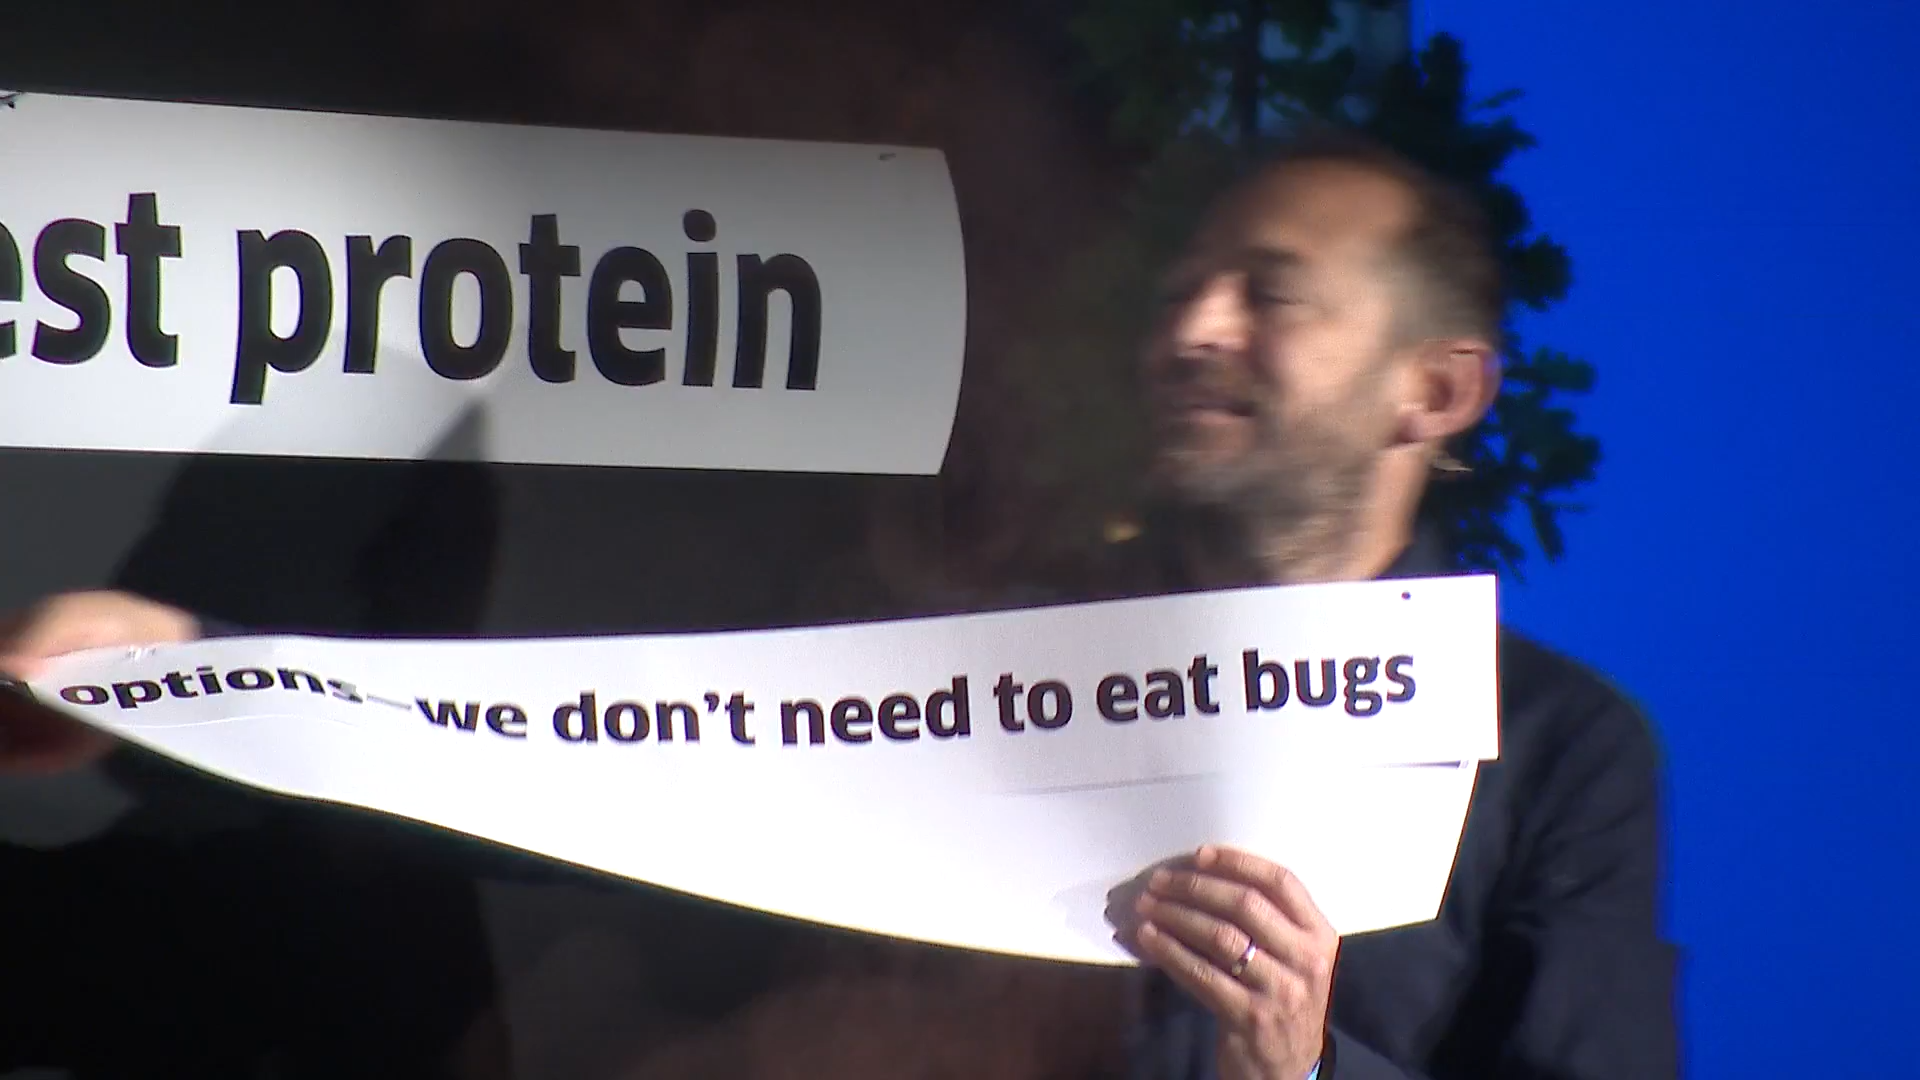 est protein
options—we don't need to eat bugs